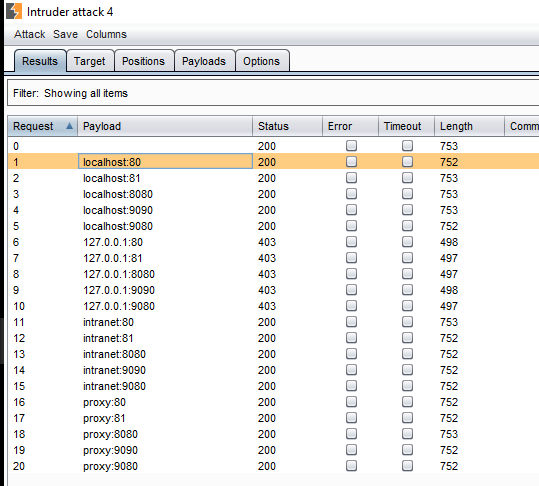 Intruder attack 4
Attack Save Columns
Results Target Positions Payloads Options
Filter: Showing all items
Request Payload Status Error Timeout Length Comm
0 200 753
1 localhost:80 200 752
2 localhost:81 200 753
3 localhost:8080 200 753
4 localhost:9090 200 753
5 localhost:9080 200 752
6 127.0.0.1:80 403 498
7 127.0.0.1:81 403 497
8 127.0.0.1:8080 403 497
9 127.0.0.1:9090 403 498
10 127.0.0.1:9080 403 497
11 intranet:80 200 753
12 intranet:81 200 752
13 intranet:8080 200 752
14 intranet:9090 200 752
15 intranet:9080 200 752
16 proxy:80 200 752
17 proxy:81 200 752
18 proxy:8080 200 753
19 proxy:9090 200 752
20 proxy:9080 200 752